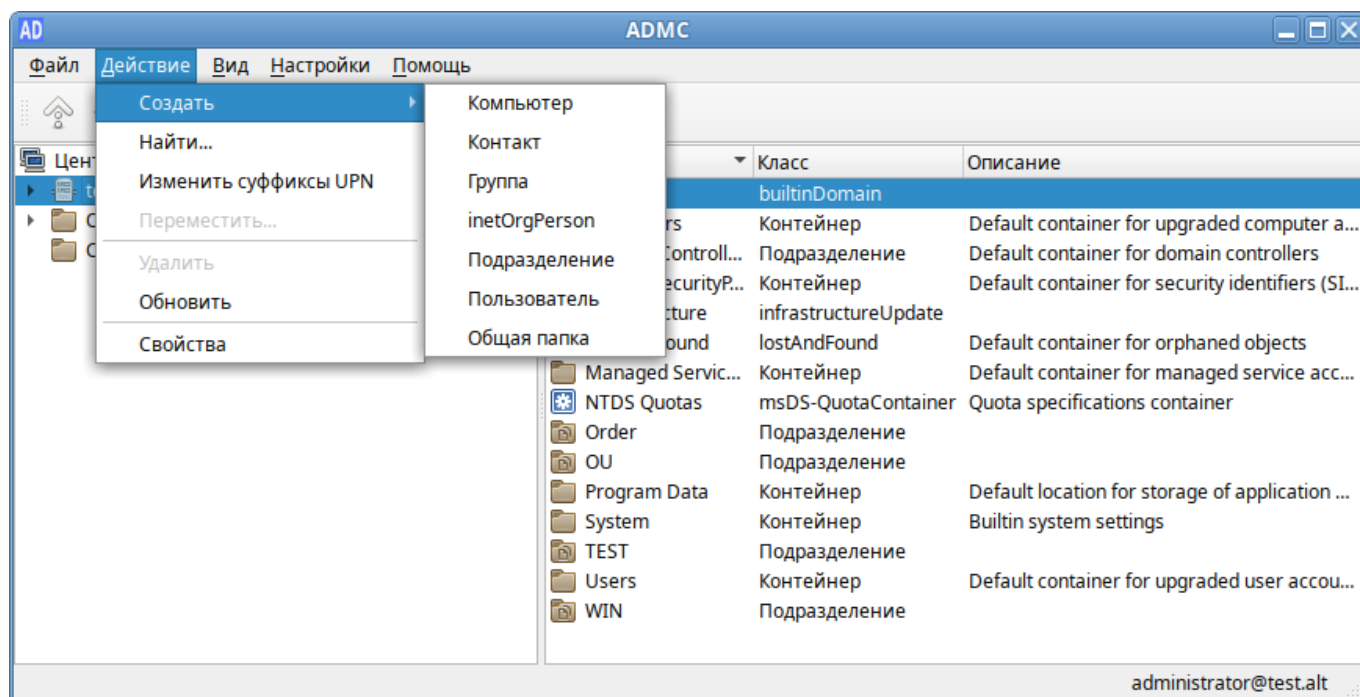 AD ADMC
Файл Действие Вид Настройки Помощь
Создать
Найти...
Изменить суффиксы UPN
Переместить...
Удалить
Обновить
Свойства
Компьютер
Контакт
Группа
inetOrgPerson
Подразделение
Пользователь
Общая папка
Класс Описание
builtinDomain
Контейнер Default container for upgraded computer a...
Подразделение Default container for domain controllers
Контейнер Default container for security identifiers (SI...
infrastructureUpdate
lostAndFound Default container for orphaned objects
Managed Servic... Контейнер Default container for managed service acc...
NTDS Quotas msDS-QuotaContainer Quota specifications container
Order Подразделение
OU Подразделение
Program Data Контейнер Default location for storage of application ...
System Контейнер Builtin system settings
TEST Подразделение
Users Контейнер Default container for upgraded user accou...
WIN Подразделение
administrator@test.alt